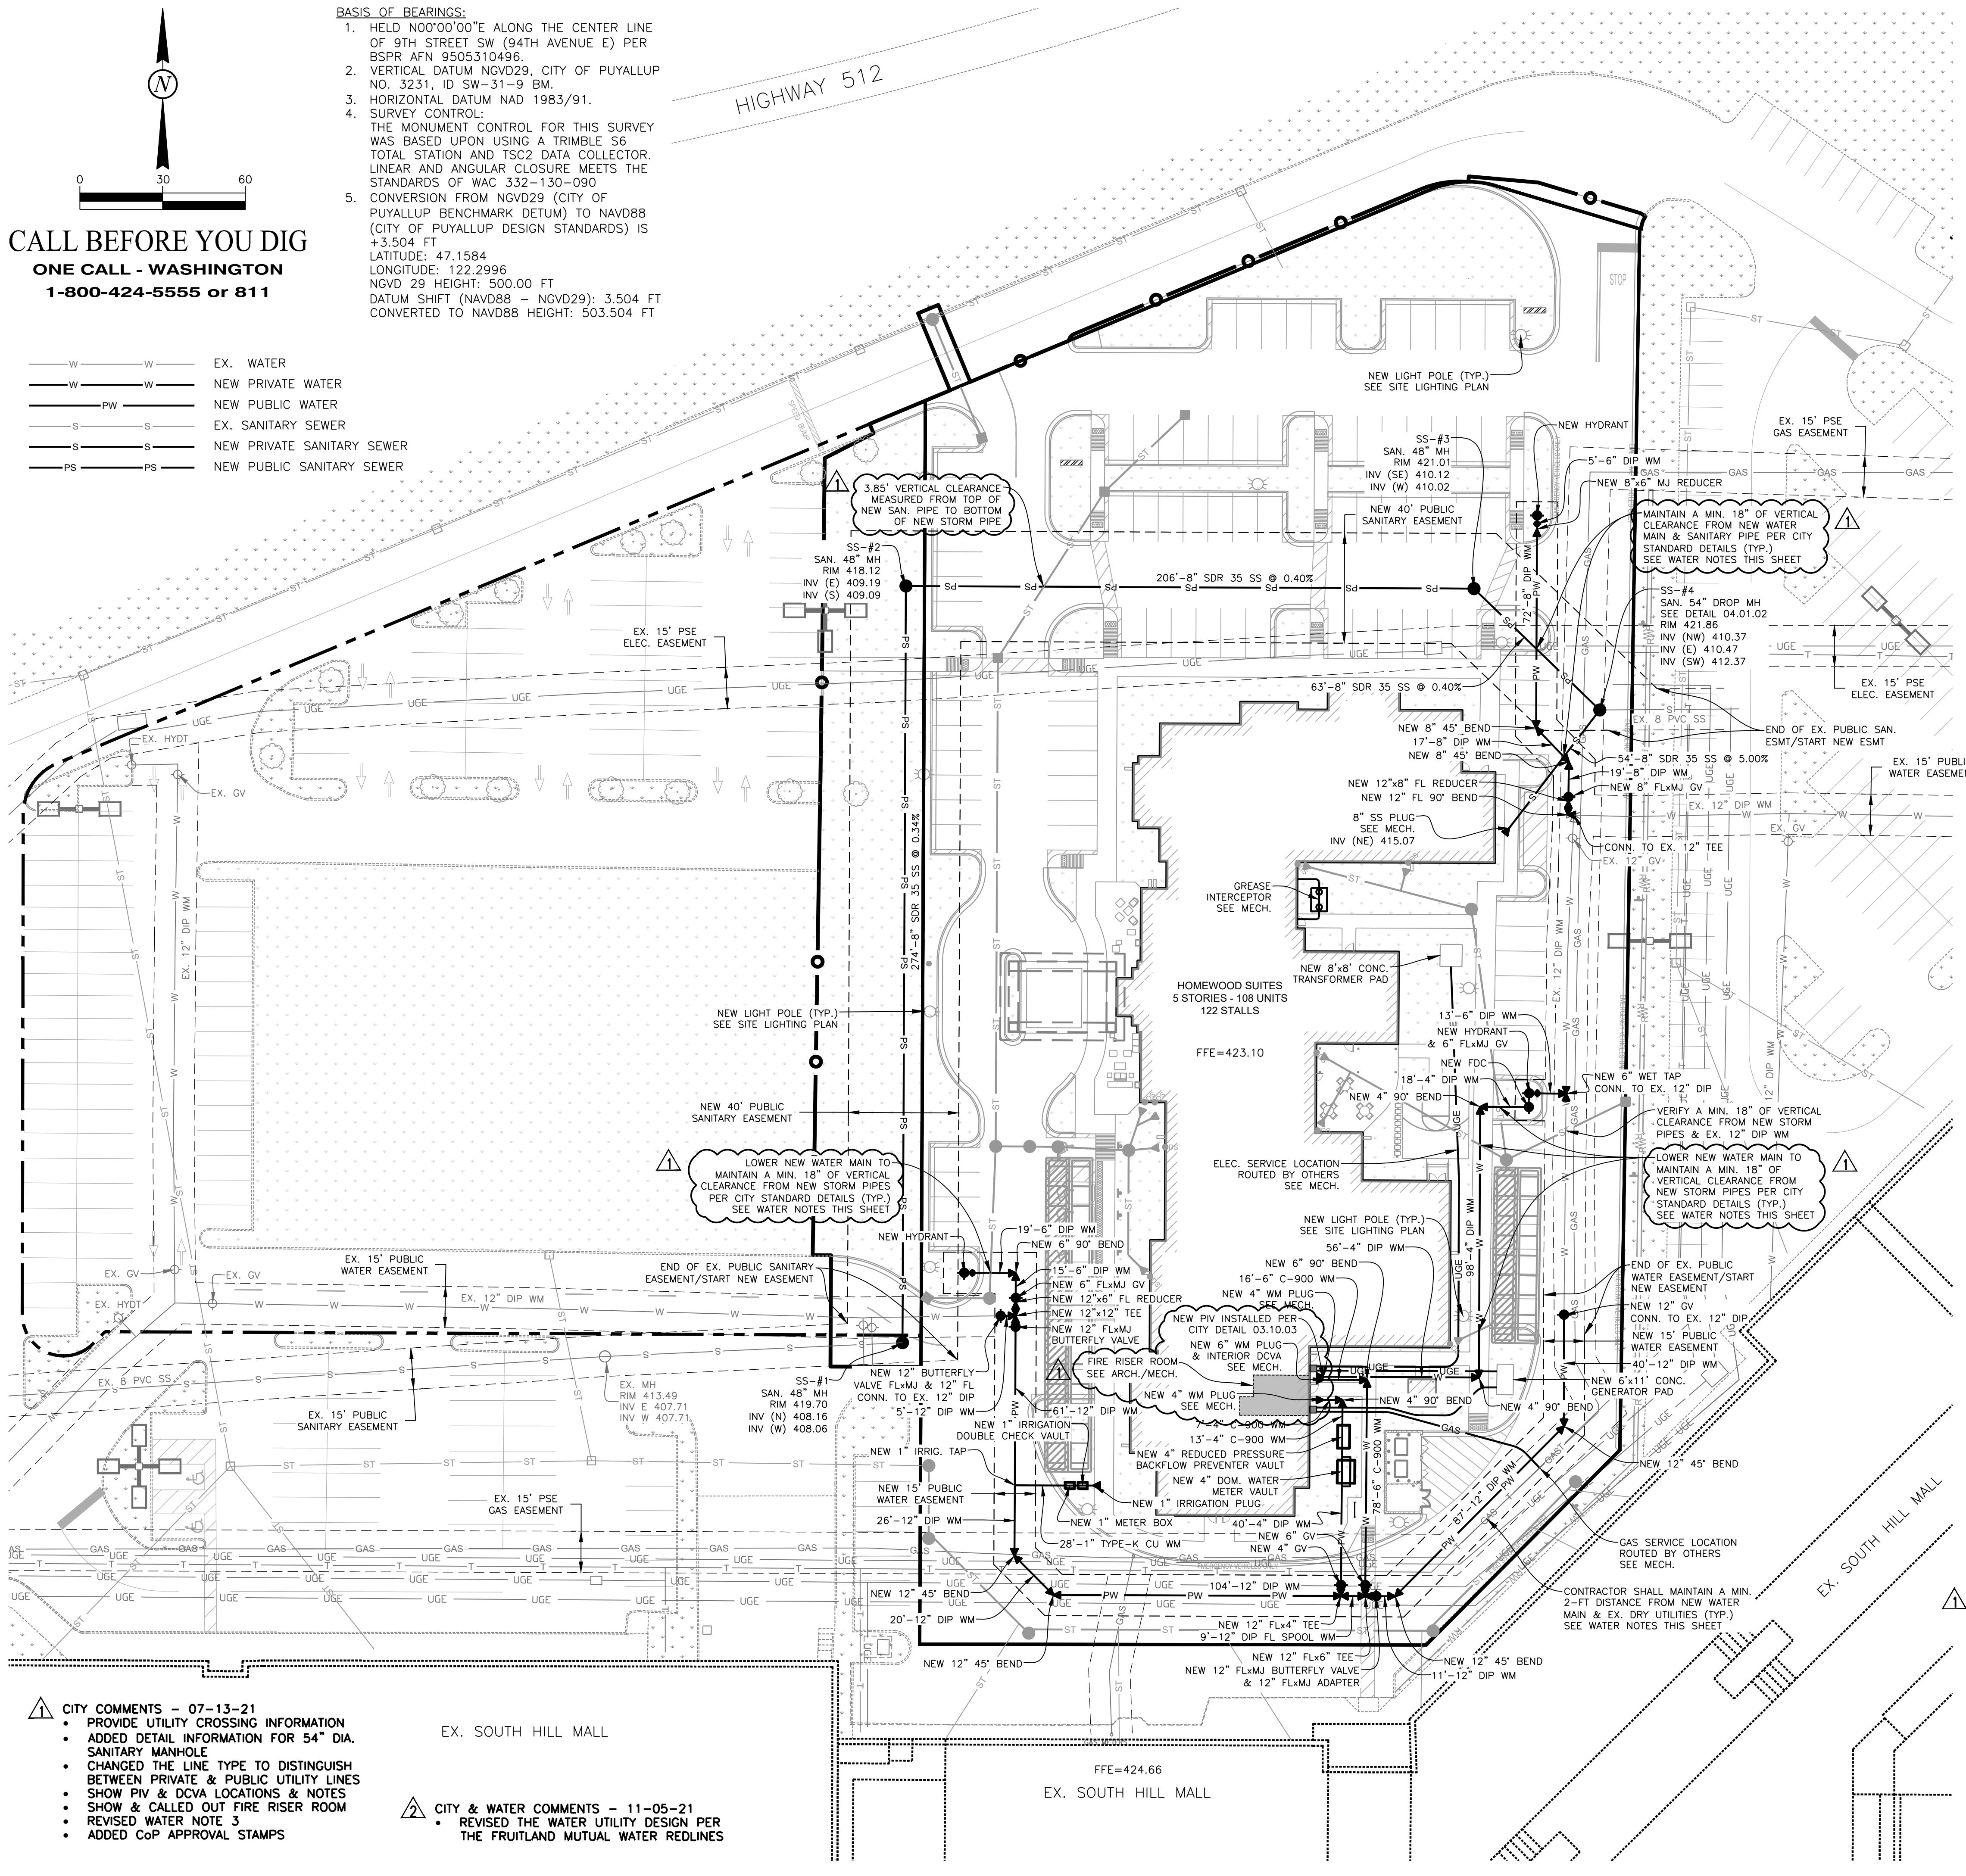 BASIS OF BEARINGS:
1. HELD N00°00'00"E ALONG THE CENTER LINE
OF 9TH STREET SW (94TH AVENUE E) PER
BSPR AFN 9505310496.
2. VERTICAL DATUM NGVD29, CITY OF PUYALLUP
NO. 3231, ID SW-31-9 BM.
3. HORIZONTAL DATUM NAD 1983/91.
4. SURVEY CONTROL:
THE MONUMENT CONTROL FOR THIS SURVEY
WAS BASED UPON USING A TRIMBLE S6
TOTAL STATION AND TSC2 DATA COLLECTOR.
LINEAR AND ANGULAR CLOSURE MEETS THE
STANDARDS OF WAC 332-130-090
5. CONVERSION FROM NGVD29 (CITY OF
PUYALLUP BENCHMARK DETUM) TO NAVD88
(CITY OF PUYALLUP DESIGN STANDARDS) IS
+3.504 FT
LATITUDE: 47.1584
LONGITUDE: 122.2996
NGVD 29 HEIGHT: 500.00 FT
DATUM SHIFT (NAVD88 - NGVD29): 3.504 FT
CONVERTED TO NAVD88 HEIGHT: 503.504 FT
N
0 30 60
CALL BEFORE YOU DIG
ONE CALL - WASHINGTON
1-800-424-5555 or 811
W W EX. WATER
W W NEW PRIVATE WATER
PW NEW PUBLIC WATER
S S EX. SANITARY SEWER
S S NEW PRIVATE SANITARY SEWER
PS PS NEW PUBLIC SANITARY SEWER
HIGHWAY 512
STOP
SPEED BUMP
NEW LIGHT POLE (TYP.)
SEE SITE LIGHTING PLAN
NEW HYDRANT
EX. 15' PSE
GAS EASEMENT
5'-6" DIP WM
NEW 8"x6" MJ REDUCER
SS-#3
SAN. 48" MH
RIM 421.01
INV (SE) 410.12
INV (W) 410.02
NEW 40' PUBLIC
SANITARY EASEMENT
1
3.85' VERTICAL CLEARANCE
MEASURED FROM TOP OF
NEW SAN. PIPE TO BOTTOM
OF NEW STORM PIPE
MAINTAIN A MIN. 18" OF VERTICAL
CLEARANCE FROM NEW WATER
MAIN & SANITARY PIPE PER CITY
STANDARD DETAILS (TYP.)
SEE WATER NOTES THIS SHEET
1
SS-#2
SAN. 48" MH
RIM 418.12
INV (E) 409.19
INV (S) 409.09
206'-8" SDR 35 SS @ 0.40%
72'-8" DIP WM
SS-#4
SAN. 54" DROP MH
SEE DETAIL 04.01.02
RIM 421.86
INV (NW) 410.37
INV (E) 410.47
INV (SW) 412.37
EX. 15' PSE
ELEC. EASEMENT
EX. 15' PSE
ELEC. EASEMENT
63'-8" SDR 35 SS @ 0.40%
EX. 8 PVC SS
END OF EX. PUBLIC SAN.
ESMT/START NEW ESMT
NEW 8" 45° BEND
17'-8" DIP WM
NEW 8" 45° BEND
54'-8" SDR 35 SS @ 5.00%
19'-8" DIP WM
NEW 8" FLxMJ GV
EX. 15' PUBLI
WATER EASEMEN
NEW 12"x8" FL REDUCER
NEW 12" FL 90° BEND
EX. 12" DIP WM
EX. GV
8" SS PLUG
SEE MECH.
INV (NE) 415.07
CONN. TO EX. 12" TEE
EX. 12" GV
EX. HYDT
EX. GV
EX. 12" DIP WM
274'-8" SDR 35 SS @ 0.34%
GREASE
INTERCEPTOR
SEE MECH.
NEW 8'x8' CONC.
TRANSFORMER PAD
HOMEWOOD SUITES
5 STORIES - 108 UNITS
122 STALLS
FFE=423.10
EX. 12" DIP WM
NEW LIGHT POLE (TYP.)
SEE SITE LIGHTING PLAN
13'-6" DIP WM
NEW HYDRANT
& 6" FLxMJ GV
NEW FDC
18'-4" DIP WM
NEW 4" 90° BEND
NEW 6" WET TAP
CONN. TO EX. 12" DIP
12" DIP WM
VERIFY A MIN. 18" OF VERTICAL
CLEARANCE FROM NEW STORM
PIPES & EX. 12" DIP WM
NEW 40' PUBLIC
SANITARY EASEMENT
1
LOWER NEW WATER MAIN TO
MAINTAIN A MIN. 18" OF VERTICAL
CLEARANCE FROM NEW STORM PIPES
PER CITY STANDARD DETAILS (TYP.)
SEE WATER NOTES THIS SHEET
ELEC. SERVICE LOCATION
ROUTED BY OTHERS
SEE MECH.
LOWER NEW WATER MAIN TO
MAINTAIN A MIN. 18" OF
VERTICAL CLEARANCE FROM
NEW STORM PIPES PER CITY
STANDARD DETAILS (TYP.)
SEE WATER NOTES THIS SHEET
1
NEW HYDRANT
19'-6" DIP WM
NEW 6" 90° BEND
NEW LIGHT POLE (TYP.)
SEE SITE LIGHTING PLAN
98'-4" DIP WM
EX. GV
EX. GV
EX. 15' PUBLIC
WATER EASEMENT
END OF EX. PUBLIC SANITARY
EASEMENT/START NEW EASEMENT
15'-6" DIP WM
NEW 6" FLxMJ GV
NEW 12"x6" FL REDUCER
NEW 12"x12" TEE
NEW 12" FLxMJ
BUTTERFLY VALVE
56'-4" DIP WM
NEW 6" 90° BEND
16'-6" C-900 WM
NEW 4" WM PLUG
SEE MECH.
NEW PIV INSTALLED PER
CITY DETAIL 03.10.03
NEW 6" WM PLUG
& INTERIOR DCVA
SEE MECH.
END OF EX. PUBLIC
WATER EASEMENT/START
NEW EASEMENT
NEW 12" GV
CONN. TO EX. 12" DIP
NEW 15' PUBLIC
WATER EASEMENT
40'-12" DIP WM
NEW 6'x11' CONC.
GENERATOR PAD
EX. HYDT
EX. 12" DIP WM
EX. 8 PVC SS
EX. MH
RIM 413.49
INV E 407.71
INV W 407.71
EX. 15' PUBLIC
SANITARY EASEMENT
SS-#1
SAN. 48" MH
RIM 419.70
INV (N) 408.16
INV (W) 408.06
NEW 12" BUTTERFLY
VALVE FLxMJ & 12" FL
CONN. TO EX 12" DIP
5'-12" DIP WM
61'-12" DIP WM
1
FIRE RISER ROOM
SEE ARCH./MECH.
NEW 4" WM PLUG
SEE MECH.
NEW 4" 90° BEND
NEW 4" 90° BEND
7'-4" C-900 WM
13'-4" C-900 WM
NEW 4" REDUCED PRESSURE
BACKFLOW PREVENTER VAULT
NEW 4" DOM. WATER
METER VAULT
78'-6" C-900 WM
NEW 1" IRRIGATION
DOUBLE CHECK VAULT
NEW 1" IRRIG. TAP
NEW 15' PUBLIC
WATER EASEMENT
NEW 1" IRRIGATION PLUG
NEW 1" METER BOX
26'-12" DIP WM
28'-1" TYPE-K CU WM
40'-4" DIP WM
NEW 6" GV
NEW 4" GV
NEW 12" 45° BEND
87'-12" DIP WM
EX. 15' PSE
GAS EASEMENT
GAS SERVICE LOCATION
ROUTED BY OTHERS
SEE MECH.
NEW 12" 45° BEND
20'-12" DIP WM
104'-12" DIP WM
NEW 12" FLx4" TEE
9'-12" DIP FL SPOOL WM
NEW 12" FLx6" TEE
NEW 12" FLxMJ BUTTERFLY VALVE
& 12" FLxMJ ADAPTER
NEW 12" 45° BEND
NEW 12" 45° BEND
11'-12" DIP WM
CONTRACTOR SHALL MAINTAIN A MIN.
2-FT DISTANCE FROM NEW WATER
MAIN & EX. DRY UTILITIES (TYP.)
SEE WATER NOTES THIS SHEET
EX. SOUTH HILL MALL
1
1 CITY COMMENTS - 07-13-21
• PROVIDE UTILITY CROSSING INFORMATION
• ADDED DETAIL INFORMATION FOR 54" DIA.
SANITARY MANHOLE
• CHANGED THE LINE TYPE TO DISTINGUISH
BETWEEN PRIVATE & PUBLIC UTILITY LINES
• SHOW PIV & DCVA LOCATIONS & NOTES
• SHOW & CALLED OUT FIRE RISER ROOM
• REVISED WATER NOTE 3
• ADDED CoP APPROVAL STAMPS
EX. SOUTH HILL MALL
2 CITY & WATER COMMENTS - 11-05-21
• REVISED THE WATER UTILITY DESIGN PER
THE FRUITLAND MUTUAL WATER REDLINES
FFE=424.66
EX. SOUTH HILL MALL